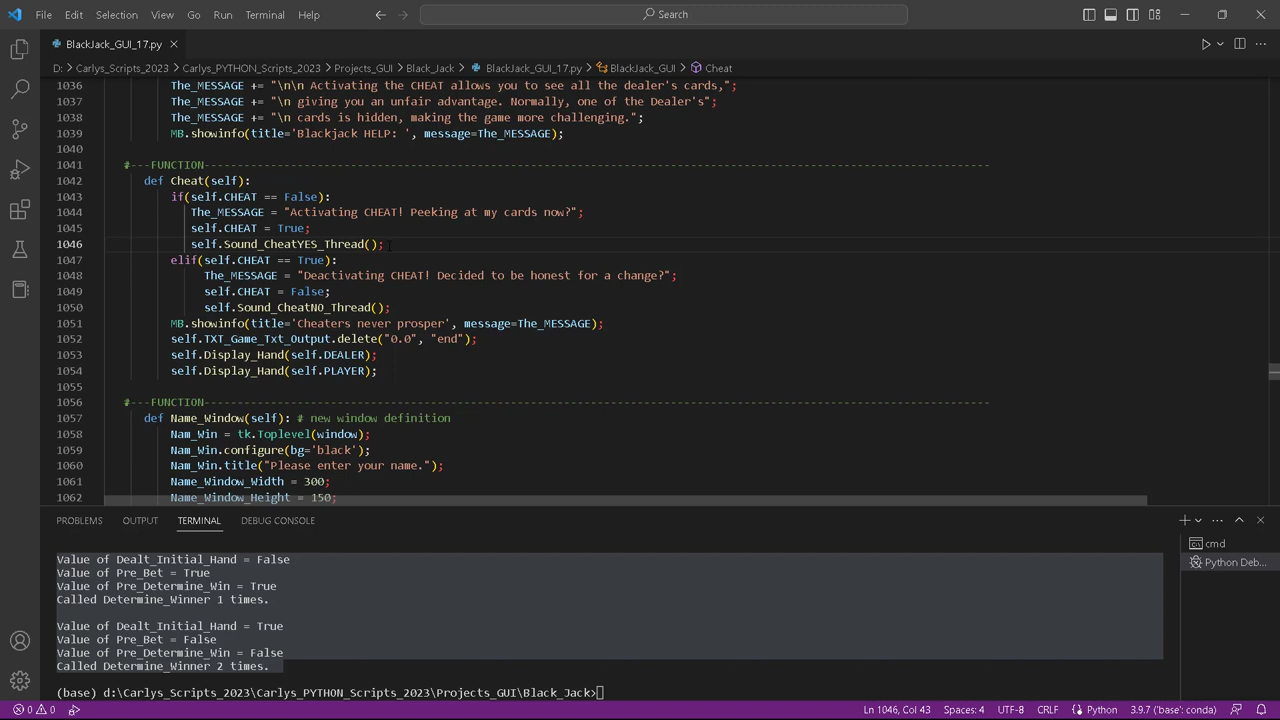 File Edit Selection View Go Run Terminal Help Search
BlackJack_GUI_17.py
D: > Carlys_Scripts_2023 > Carlys_PYTHON_Scripts_2023 > Projects_GUI > Black_Jack > BlackJack_GUI_17.py > BlackJack_GUI > Cheat
1036 The_MESSAGE += "\n\n Activating the CHEAT allows you to see all the dealer's cards,";
1037 The_MESSAGE += "\n giving you an unfair advantage. Normally, one of the Dealer's";
1038 The_MESSAGE += "\n cards is hidden, making the game more challenging.";
1039 MB.showinfo(title='Blackjack HELP: ', message=The_MESSAGE);
1040
1041 #---FUNCTION------------------------------------------------------------------------------------------------------------------------
1042 def Cheat(self):
1043 if(self.CHEAT == False):
1044 The_MESSAGE = "Activating CHEAT! Peeking at my cards now?";
1045 self.CHEAT = True;
1046 self.Sound_CheatYES_Thread();
1047 elif(self.CHEAT == True):
1048 The_MESSAGE = "Deactivating CHEAT! Decided to be honest for a change?";
1049 self.CHEAT = False;
1050 self.Sound_CheatNO_Thread();
1051 MB.showinfo(title='Cheaters never prosper', message=The_MESSAGE);
1052 self.TXT_Game_Txt_Output.delete("0.0", "end");
1053 self.Display_Hand(self.DEALER);
1054 self.Display_Hand(self.PLAYER);
1055
1056 #---FUNCTION------------------------------------------------------------------------------------------------------------------------
1057 def Name_Window(self): # new window definition
1058 Nam_Win = tk.Toplevel(window);
1059 Nam_Win.configure(bg='black');
1060 Nam_Win.title("Please enter your name.");
1061 Name_Window_Width = 300;
1062 Name_Window_Height = 150;
PROBLEMS OUTPUT TERMINAL DEBUG CONSOLE
cmd
Python Deb...
Value of Dealt_Initial_Hand = False
Value of Pre_Bet = True
Value of Pre_Determine_Win = True
Called Determine_Winner 1 times.
Value of Dealt_Initial_Hand = True
Value of Pre_Bet = False
Value of Pre_Determine_Win = False
Called Determine_Winner 2 times.
(base) d:\Carlys_Scripts_2023\Carlys_PYTHON_Scripts_2023\Projects_GUI\Black_Jack>
0 0 Ln 1046, Col 43 Spaces: 4 UTF-8 CRLF Python 3.9.7 ('base': conda)